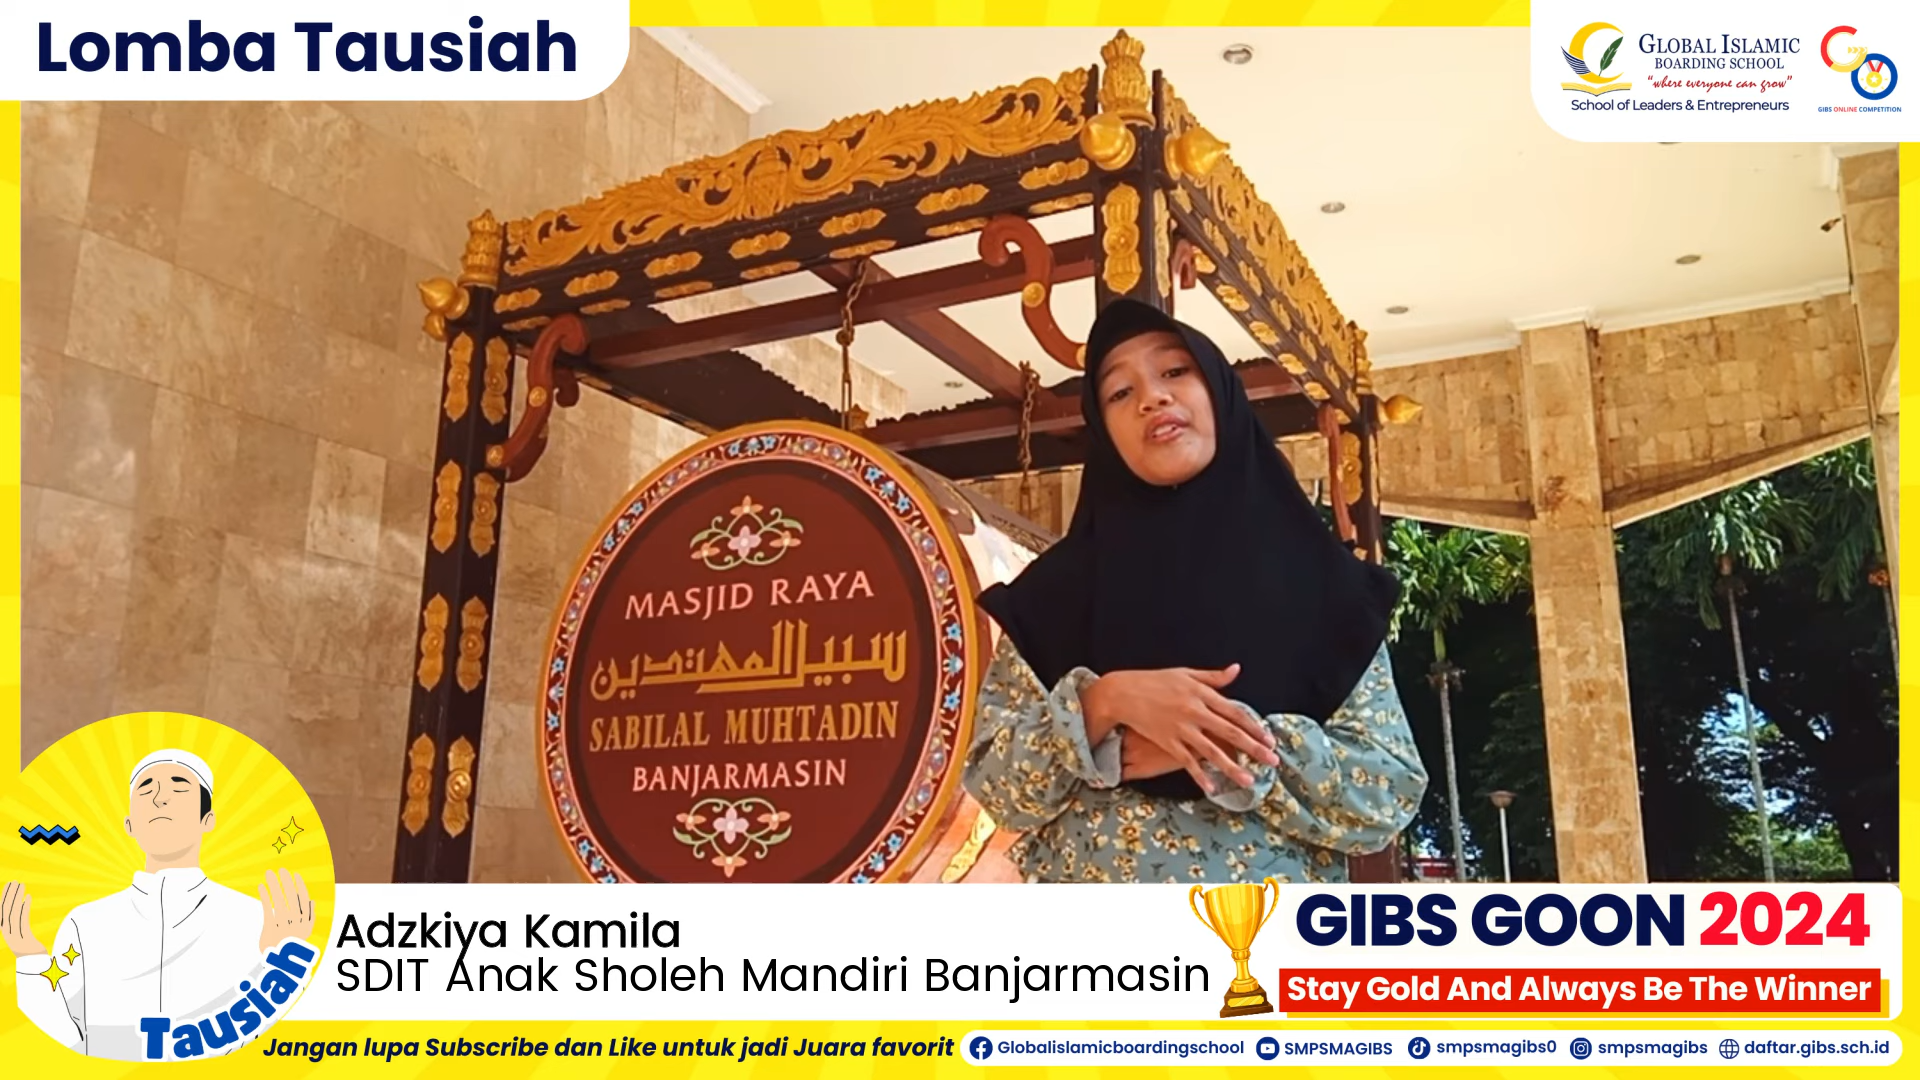 Lomba Tausiah
GLOBAL ISLAMIC
BOARDING SCHOOL
"where everyone can grow"
School of Leaders & Entrepreneurs
GIBS ONLINE COMPETITION
MASJID RAYA
سبيل المهتدين
SABILAL MUHTADIN
BANJARMASIN
Tausiah
Adzkiya Kamila
SDIT Anak Sholeh Mandiri Banjarmasin
GIBS GOON 2024
Stay Gold And Always Be The Winner
Jangan lupa Subscribe dan Like untuk jadi Juara favorit
Globalislamicboardingschool
SMPSMAGIBS
smpsmagibs0
smpsmagibs
daftar.gibs.sch.id